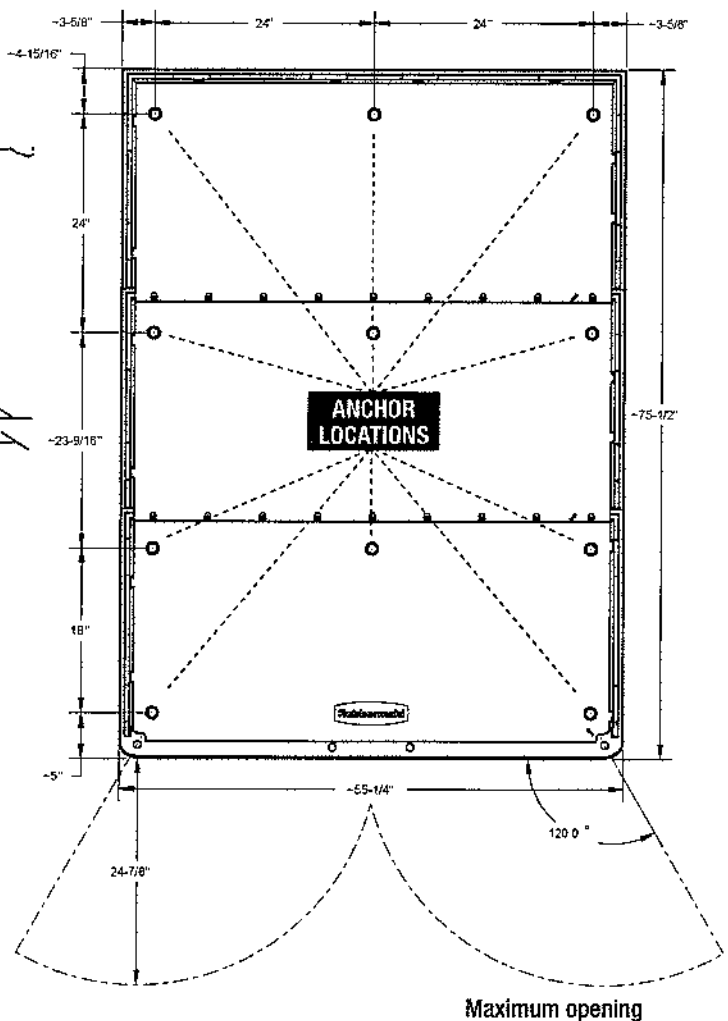 ~3-5/8" 24" 24" ~3-5/8"
~4-15/16"
24"
ANCHOR
LOCATIONS
~75-1/2"
~23-9/16"
18"
Rubbermaid
~5"
~55-1/4"
120.0°
24-7/8"
Maximum opening